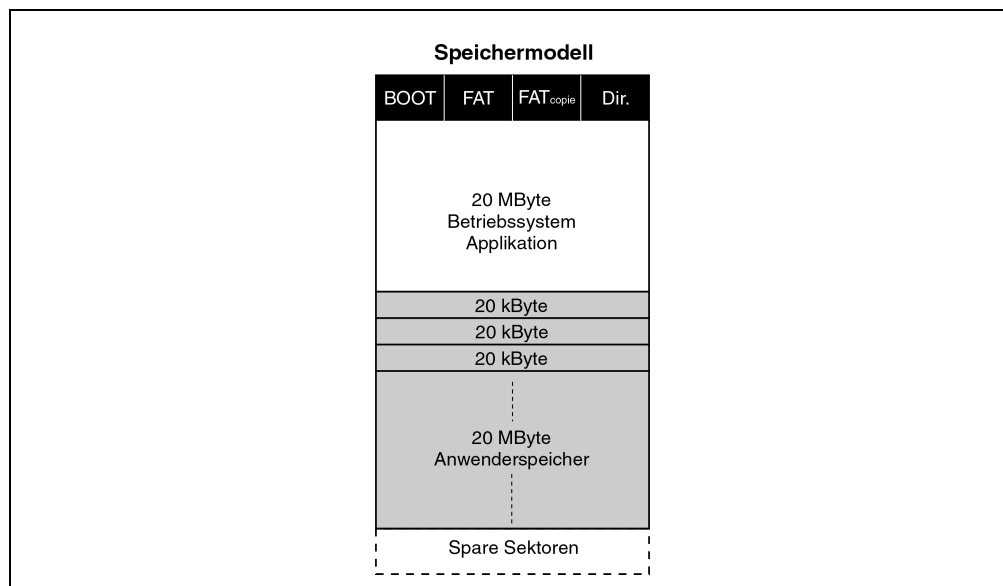 Speichermodell
BOOT FAT FATcopie Dir.
20 MByte
Betriebssystem
Applikation
20 kByte
20 kByte
20 kByte
20 MByte
Anwenderspeicher
Spare Sektoren